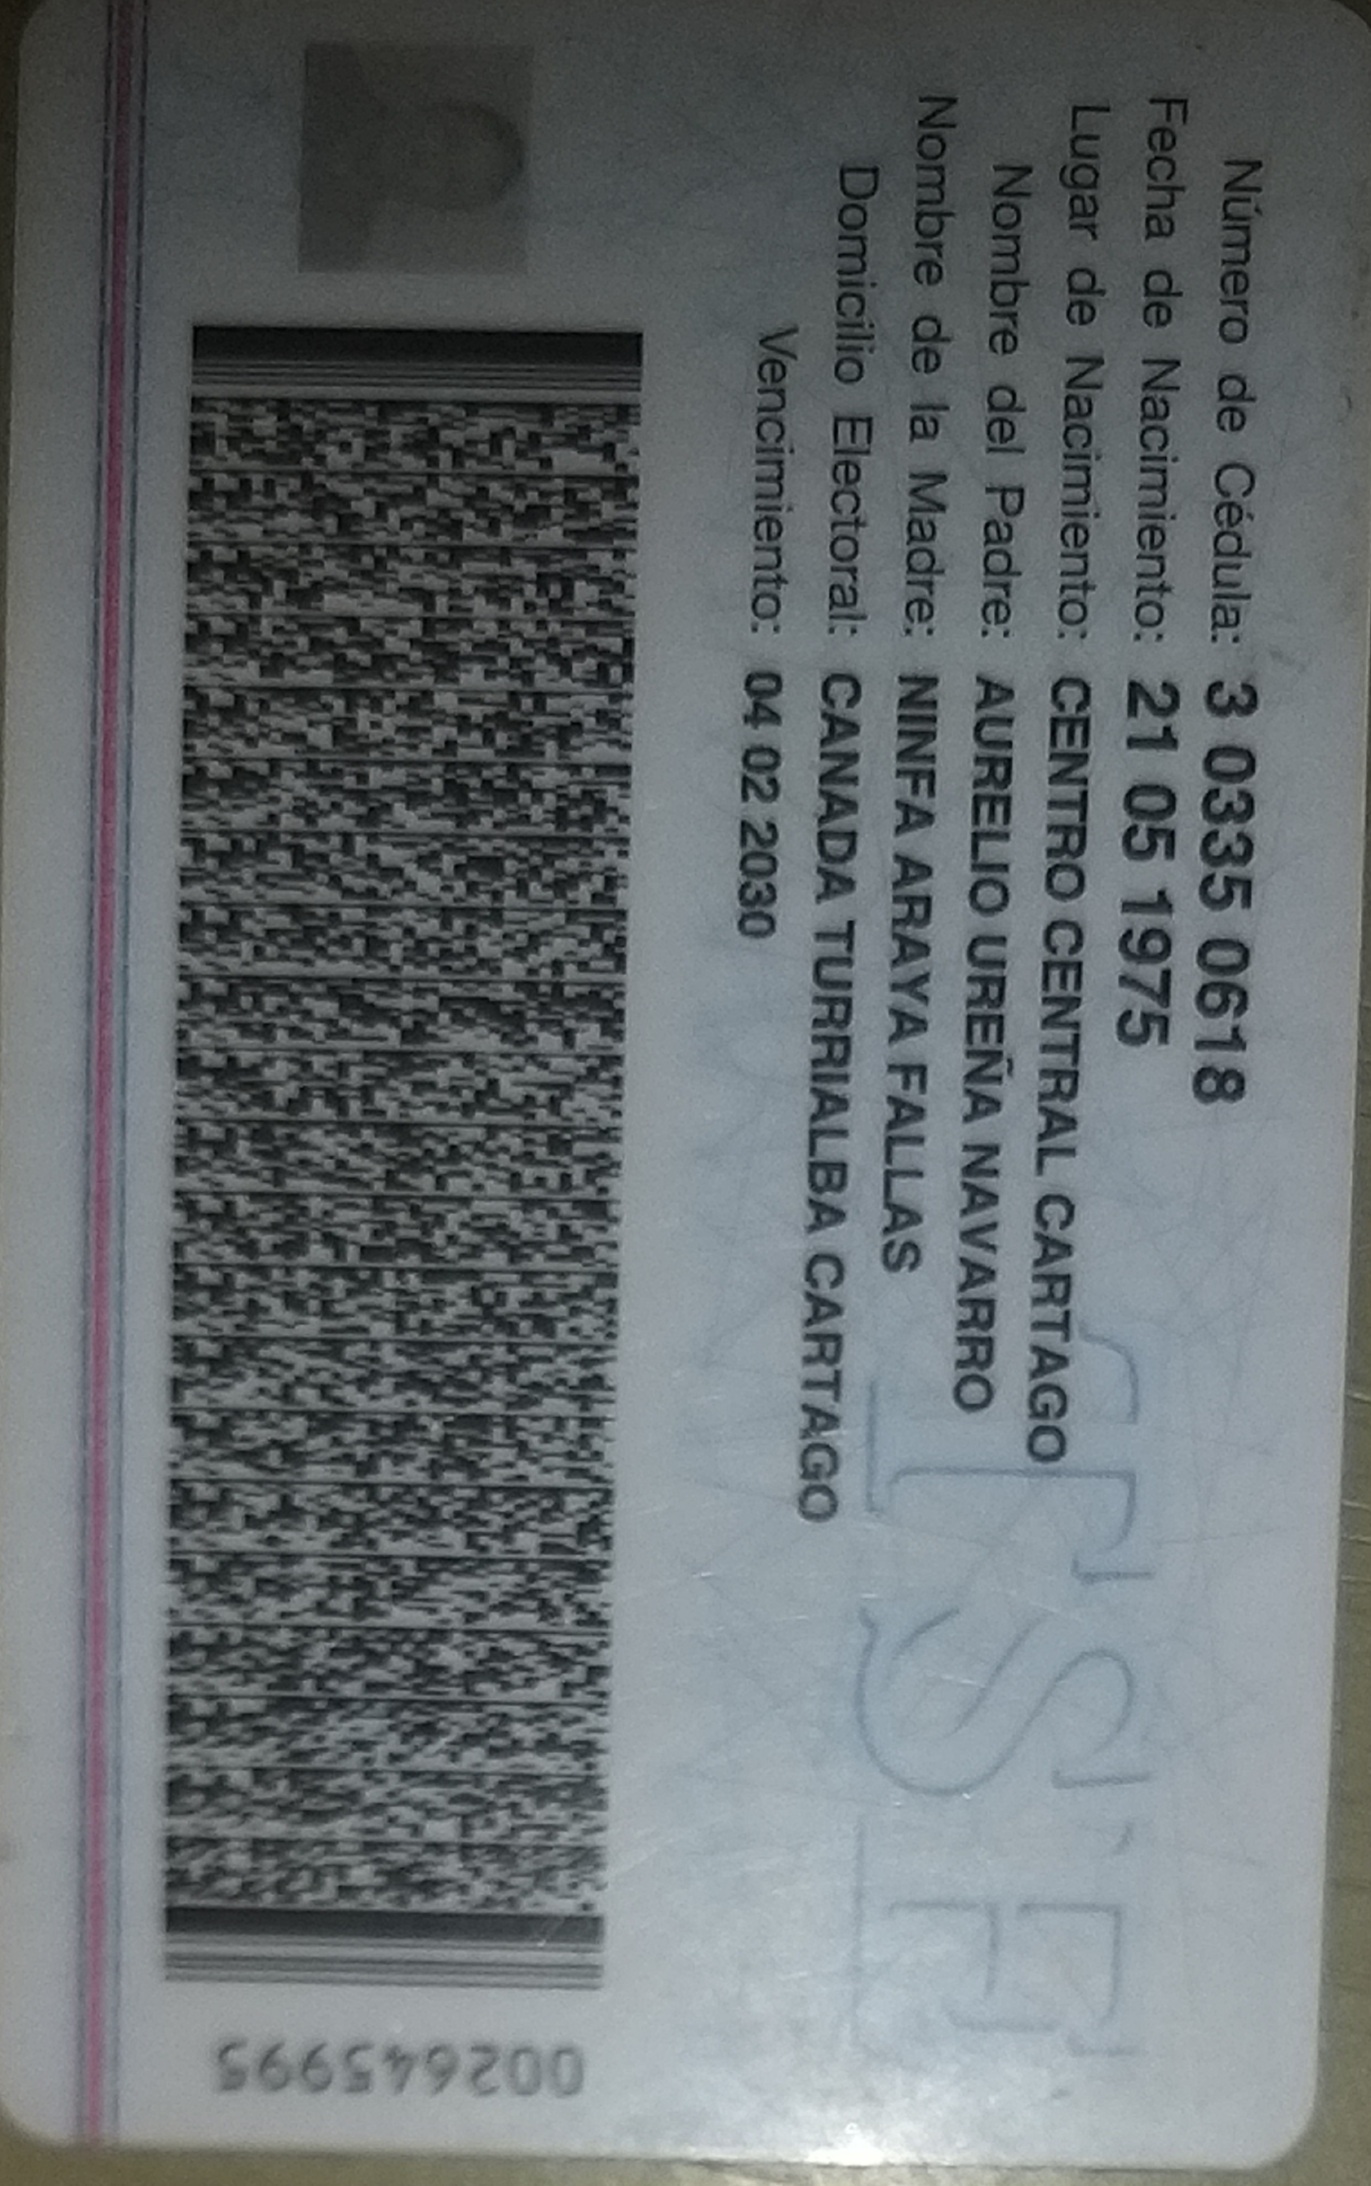 Número de Cédula: 3 0335 0618
Fecha de Nacimiento: 21 05 1975
Lugar de Nacimiento: CENTRO CENTRAL CARTAGO
Nombre del Padre: AURELIO UREÑA NAVARRO
Nombre de la Madre: NINFA ARAYA FALLAS
Domicilio Electoral: CANADA TURRIALBA CARTAGO
Vencimiento: 04 02 2030
TSE
002645995